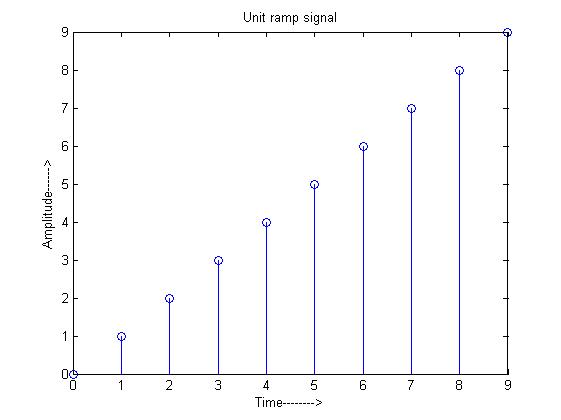 Unit ramp signal
9
8
7
6
5
4
3
2
1
0
Amplitude------>
0 1 2 3 4 5 6 7 8 9
Time-------->